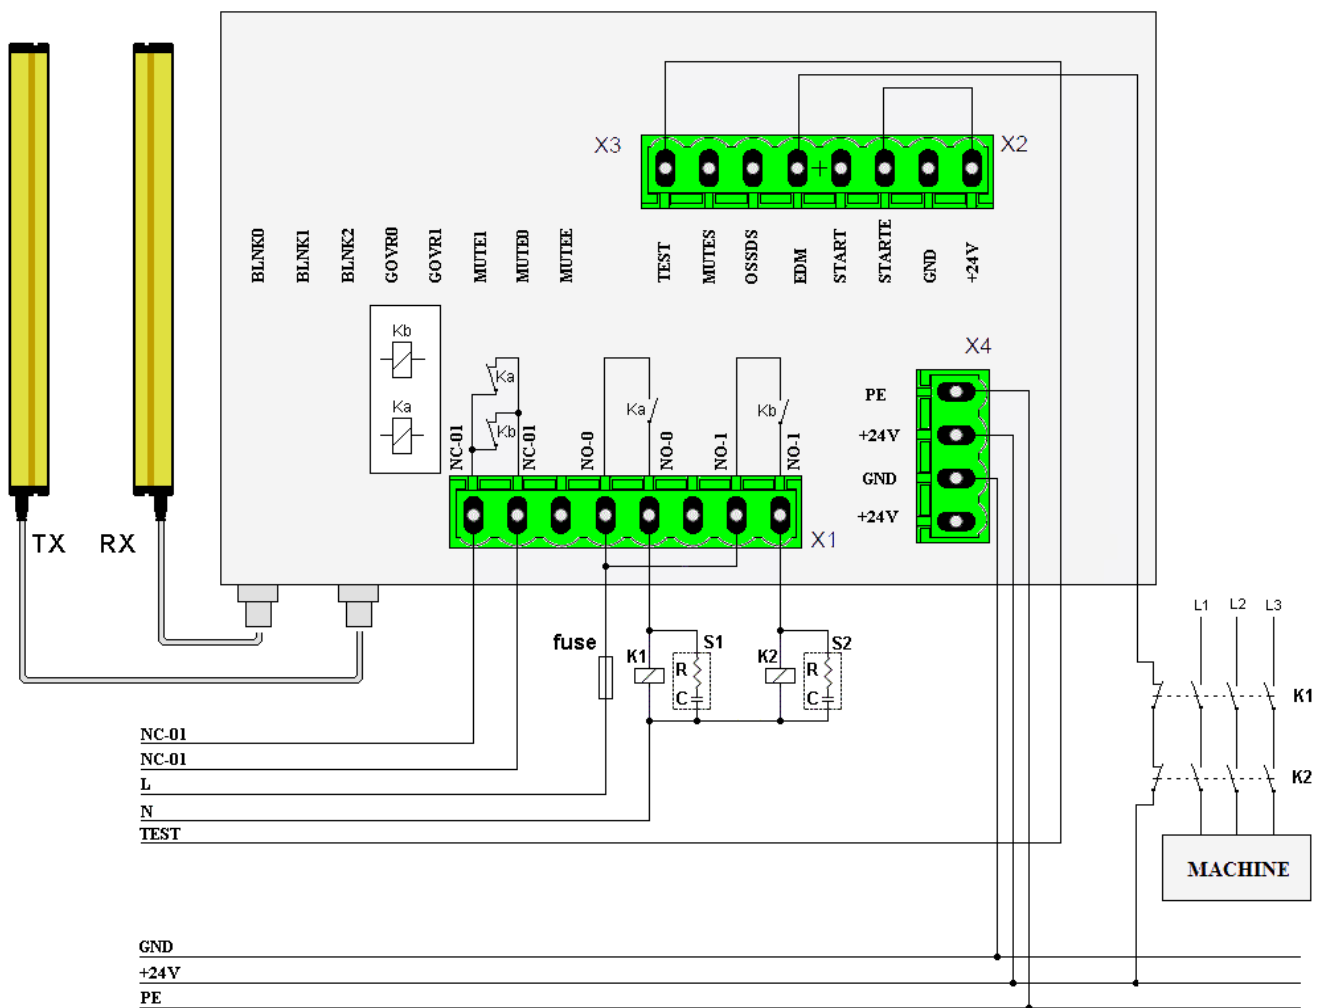 X3
X2
BLNK0
BLNK1
BLNK2
GOVR0
GOVR1
MUTE1
MUTE0
MUTEE
TEST
MUTES
OSSDS
EDM
START
STARTE
GND
+24V
X4
PE
+24V
GND
+24V
Kb
Ka
Ka
Kb
Ka
Kb
NC-01
NC-01
NO-0
NO-0
NO-1
NO-1
X1
TX
RX
fuse
K1
S1
R
C
K2
S2
R
C
L1
L2
L3
K1
K2
MACHINE
NC-01
NC-01
L
N
TEST
GND
+24V
PE